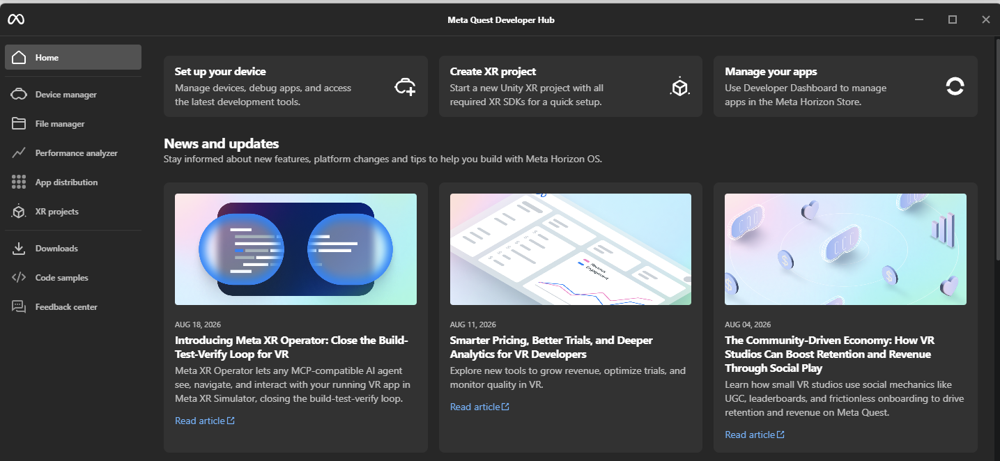 Meta Quest Developer Hub
Home
Device manager
File manager
Performance analyzer
App distribution
XR projects
Downloads
Code samples
Feedback center
Set up your device
Manage devices, debug apps, and access
the latest development tools.
Create XR project
Start a new Unity XR project with all
required XR SDKs for a quick setup.
Manage your apps
Use Developer Dashboard to manage
apps in the Meta Horizon Store.
News and updates
Stay informed about new features, platform changes and tips to help you build with Meta Horizon OS.
AUG 18, 2026
Introducing Meta XR Operator: Close the Build-
Test-Verify Loop for VR
Meta XR Operator lets any MCP-compatible AI agent
see, navigate, and interact with your running VR app in
Meta XR Simulator, closing the build-test-verify loop.
Read article
Revenue
Engagement
AUG 11, 2026
Smarter Pricing, Better Trials, and Deeper
Analytics for VR Developers
Explore new tools to grow revenue, optimize trials, and
monitor quality in VR.
Read article
$
$
$
AUG 04, 2026
The Community-Driven Economy: How VR
Studios Can Boost Retention and Revenue
Through Social Play
Learn how small VR studios use social mechanics like
UGC, leaderboards, and frictionless onboarding to drive
retention and revenue on Meta Quest.
Read article